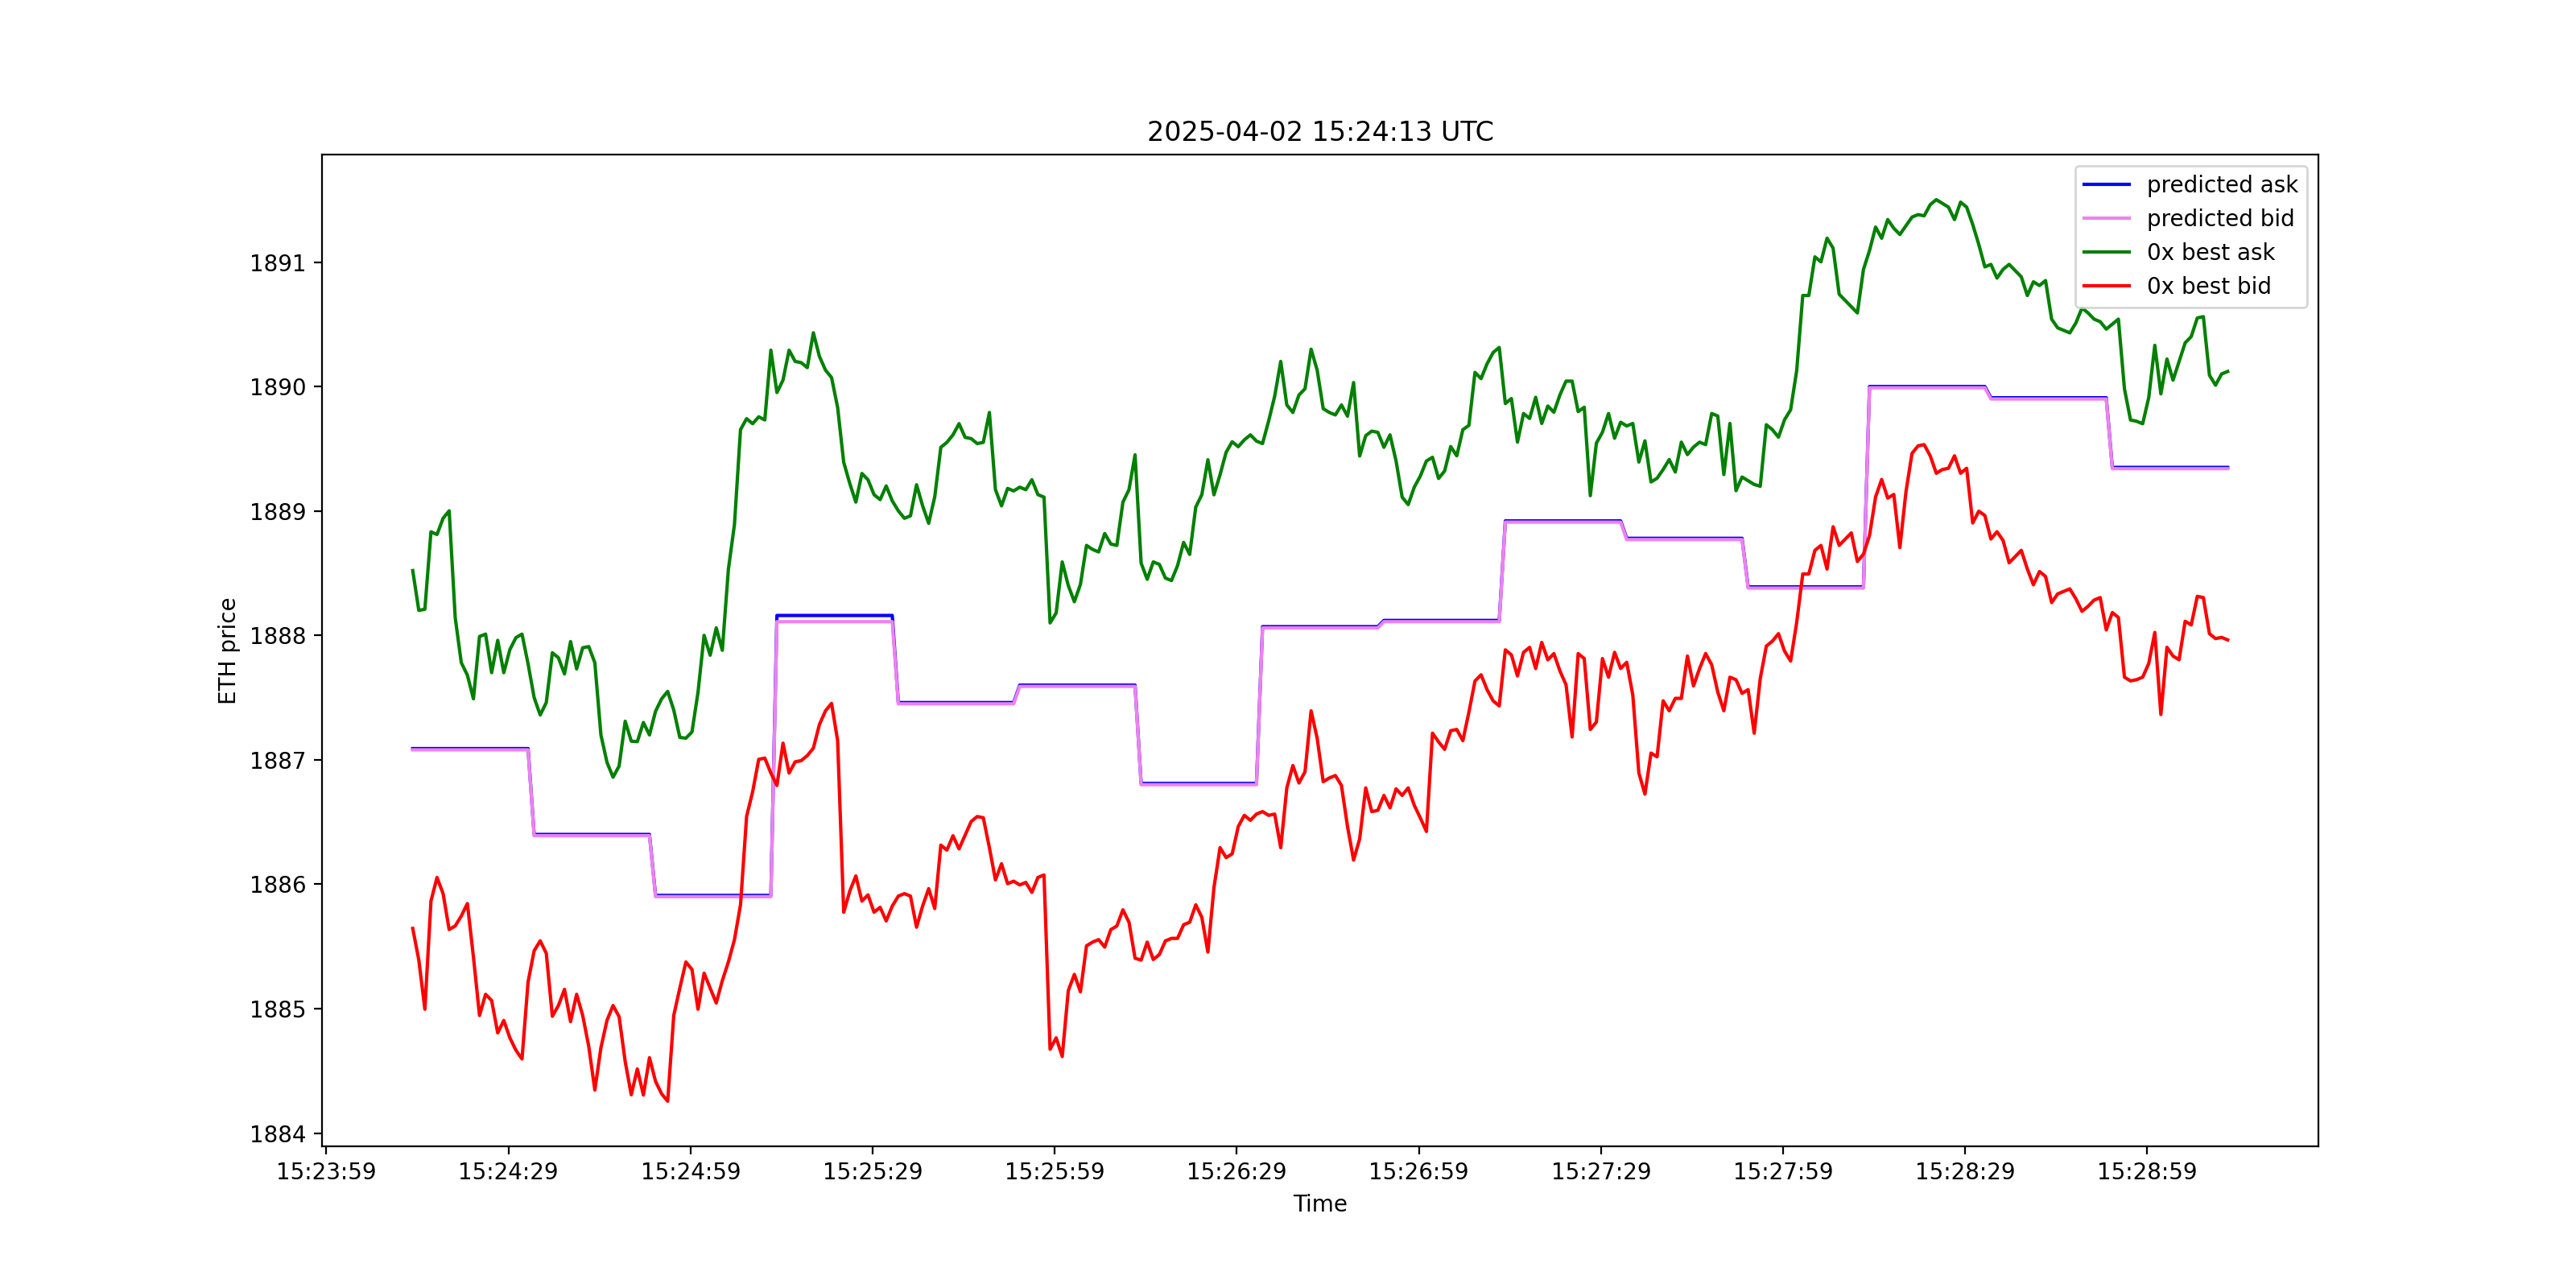 2025-04-02 15:24:13 UTC
predicted ask
predicted bid
0x best ask
0x best bid
ETH price
1891
1890
1889
1888
1887
1886
1885
1884
15:23:59 15:24:29 15:24:59 15:25:29 15:25:59 15:26:29 15:26:59 15:27:29 15:27:59 15:28:29 15:28:59
Time